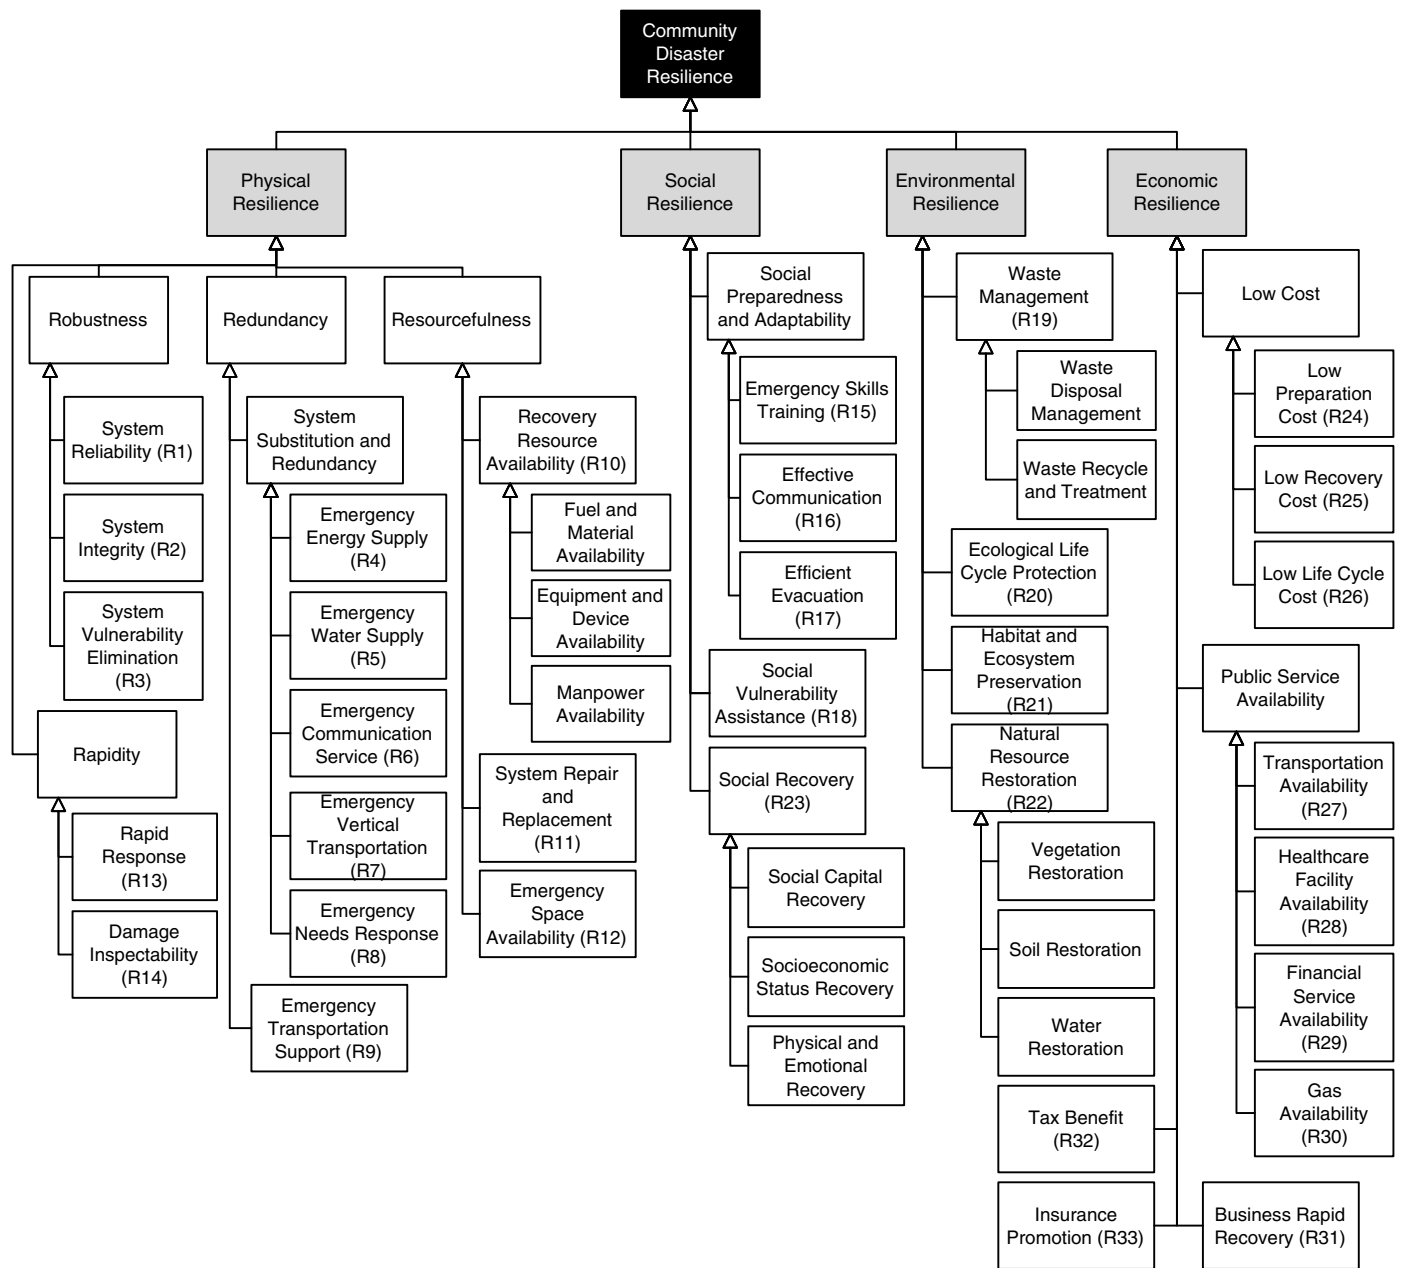 Community
Disaster
Resilience
Physical
Resilience
Social
Resilience
Environmental
Resilience
Economic
Resilience
Robustness
System
Reliability (R1)
System
Integrity (R2)
System
Vulnerability
Elimination
(R3)
Rapidity
Rapid
Response
(R13)
Damage
Inspectability
(R14)
Redundancy
System
Substitution and
Redundancy
Emergency
Energy Supply
(R4)
Emergency
Water Supply
(R5)
Emergency
Communication
Service (R6)
Emergency
Vertical
Transportation
(R7)
Emergency
Needs Response
(R8)
Emergency
Transportation
Support (R9)
Resourcefulness
Recovery
Resource
Availability (R10)
Fuel and
Material
Availability
Equipment and
Device
Availability
Manpower
Availability
System Repair
and
Replacement
(R11)
Emergency
Space
Availability (R12)
Social
Preparedness
and Adaptability
Emergency Skills
Training (R15)
Effective
Communication
(R16)
Efficient
Evacuation
(R17)
Social
Vulnerability
Assistance (R18)
Social Recovery
(R23)
Social Capital
Recovery
Socioeconomic
Status Recovery
Physical and
Emotional
Recovery
Waste
Management
(R19)
Waste
Disposal
Management
Waste Recycle
and Treatment
Ecological Life
Cycle Protection
(R20)
Habitat and
Ecosystem
Preservation
(R21)
Natural
Resource
Restoration
(R22)
Vegetation
Restoration
Soil Restoration
Water
Restoration
Low Cost
Low
Preparation
Cost (R24)
Low Recovery
Cost (R25)
Low Life Cycle
Cost (R26)
Public Service
Availability
Transportation
Availability
(R27)
Healthcare
Facility
Availability
(R28)
Financial
Service
Availability
(R29)
Gas
Availability
(R30)
Tax Benefit
(R32)
Insurance
Promotion (R33)
Business Rapid
Recovery (R31)